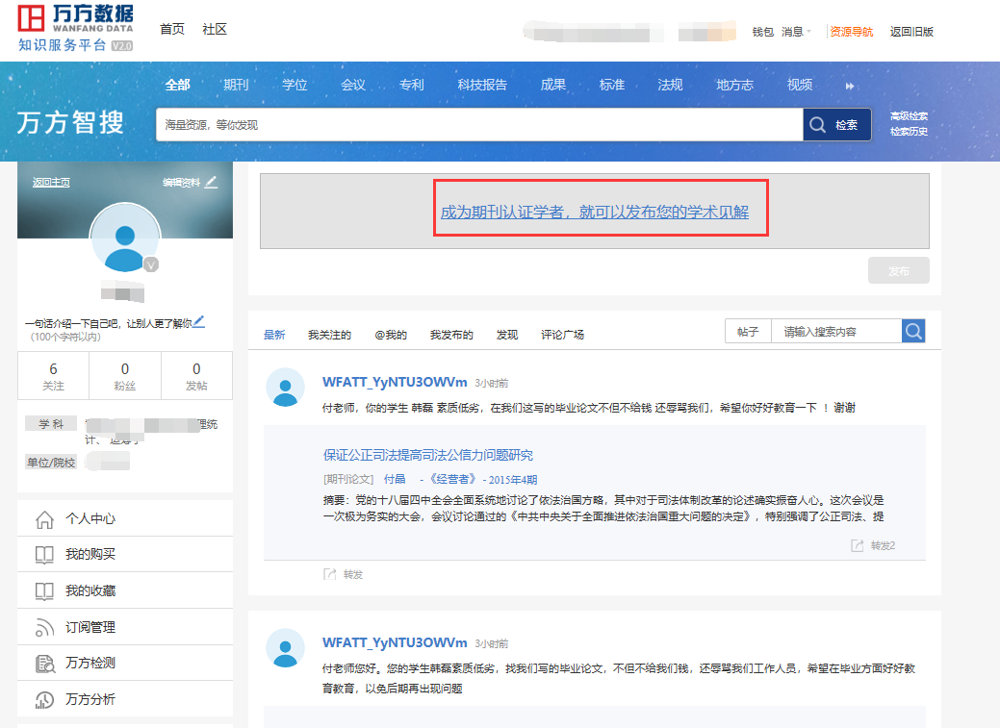 万方数据
WANFANG DATA
知识服务平台 V2.0
首页 社区
钱包 消息 资源导航 返回旧版
全部 期刊 学位 会议 专利 科技报告 成果 标准 法规 地方志 视频
万方智搜
海量资源，等你发现
检索
高级检索
检索历史
返回主页 编辑资料
V
一句话介绍一下自己吧，让别人更了解你
(100个字符以内)
6 0 0
关注 粉丝 发帖
学 科
理统
计、
单位/院校
个人中心
我的购买
我的收藏
订阅管理
万方检测
万方分析
成为期刊认证学者，就可以发布您的学术见解
发布
最新 我关注的 @我的 我发布的 发现 评论广场
帖子 请输入搜索内容
WFATT_YyNTU3OWVm 3小时前
付老师，你的学生 韩磊 素质低劣，在我们这写的毕业论文不但不给钱 还辱骂我们，希望你好好教育一下 ！谢谢
保证公正司法提高司法公信力问题研究
[期刊论文] 付晶 - 《经营者》 - 2015年4期
摘要：党的十八届四中全会全面系统地讨论了依法治国方略，其中对于司法体制改革的论述确实振奋人心。这次会议是
一次极为务实的大会，会议讨论通过的《中共中央关于全面推进依法治国重大问题的决定》，特别强调了公正司法、提
转发2
转发
WFATT_YyNTU3OWVm 3小时前
付老师您好。您的学生韩磊素质低劣，找我们写的毕业论文，不但不给我们钱，还辱骂我们工作人员，希望在毕业方面好好教
育教育，以免后期再出现问题